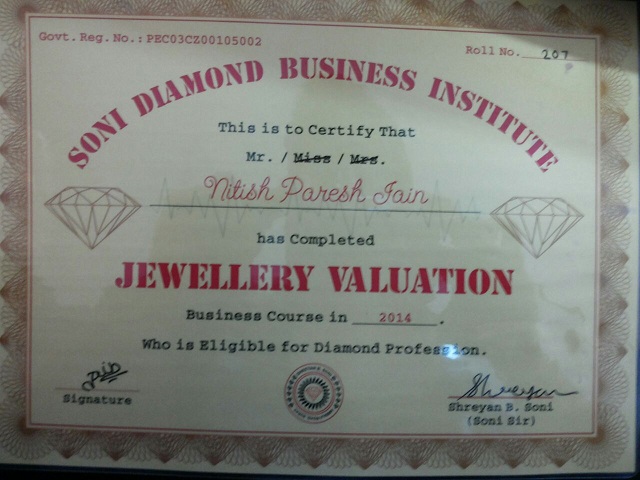 Govt. Reg. No.: PEC03CZ00105002
Roll No. 207
SONI DIAMOND BUSINESS INSTITUTE
This is to Certify That
Mr. / Miss / Mrs.
Nitish Paresh Jain
has Completed
JEWELLERY VALUATION
Business Course in 2014.
Who is Eligible for Diamond Profession.
Signature
Shreyan
Shreyan B. Soni
(Soni Sir)